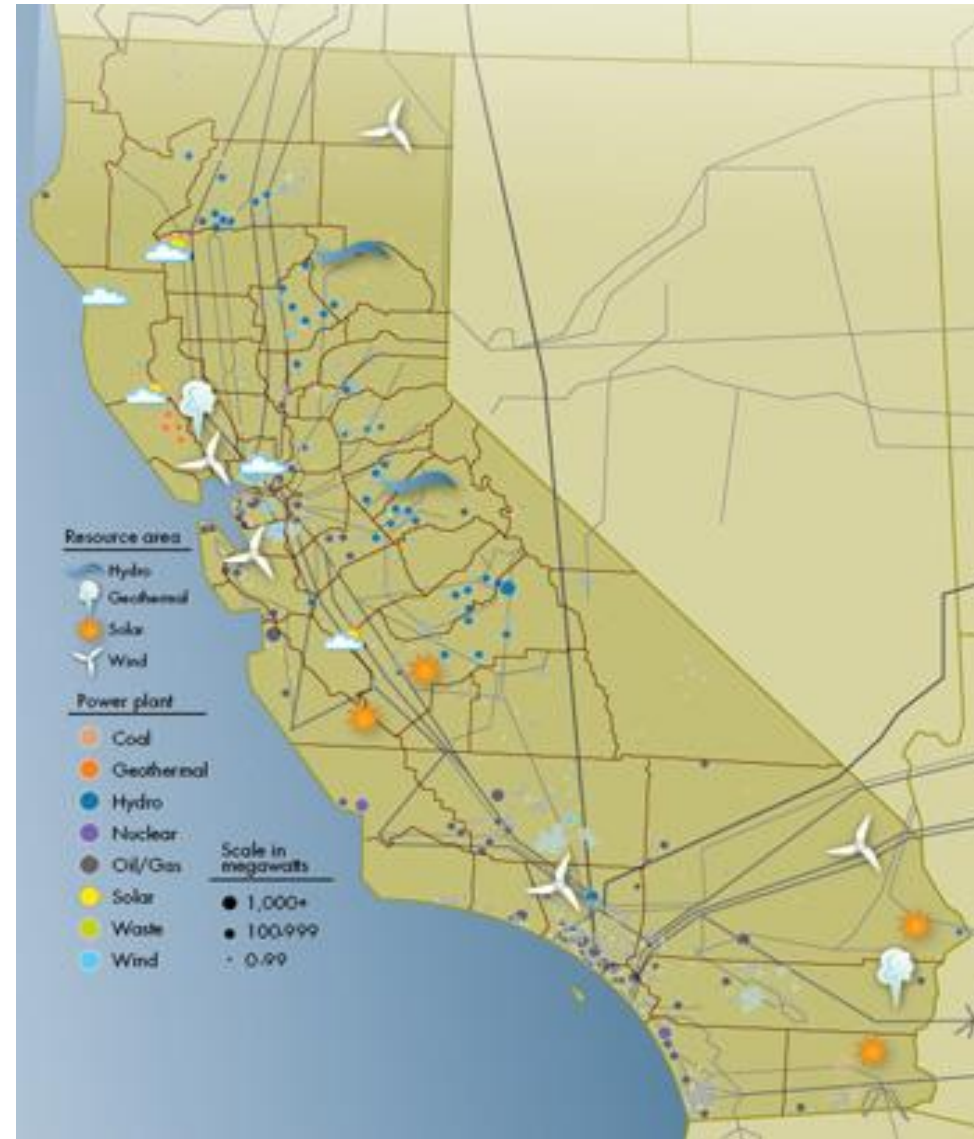 Resource area
Hydro
Geothermal
Solar
Wind
Power plant
Coal
Geothermal
Hydro
Nuclear
Oil/Gas
Solar
Waste
Wind
Scale in
megawatts
1,000+
100-999
0-99